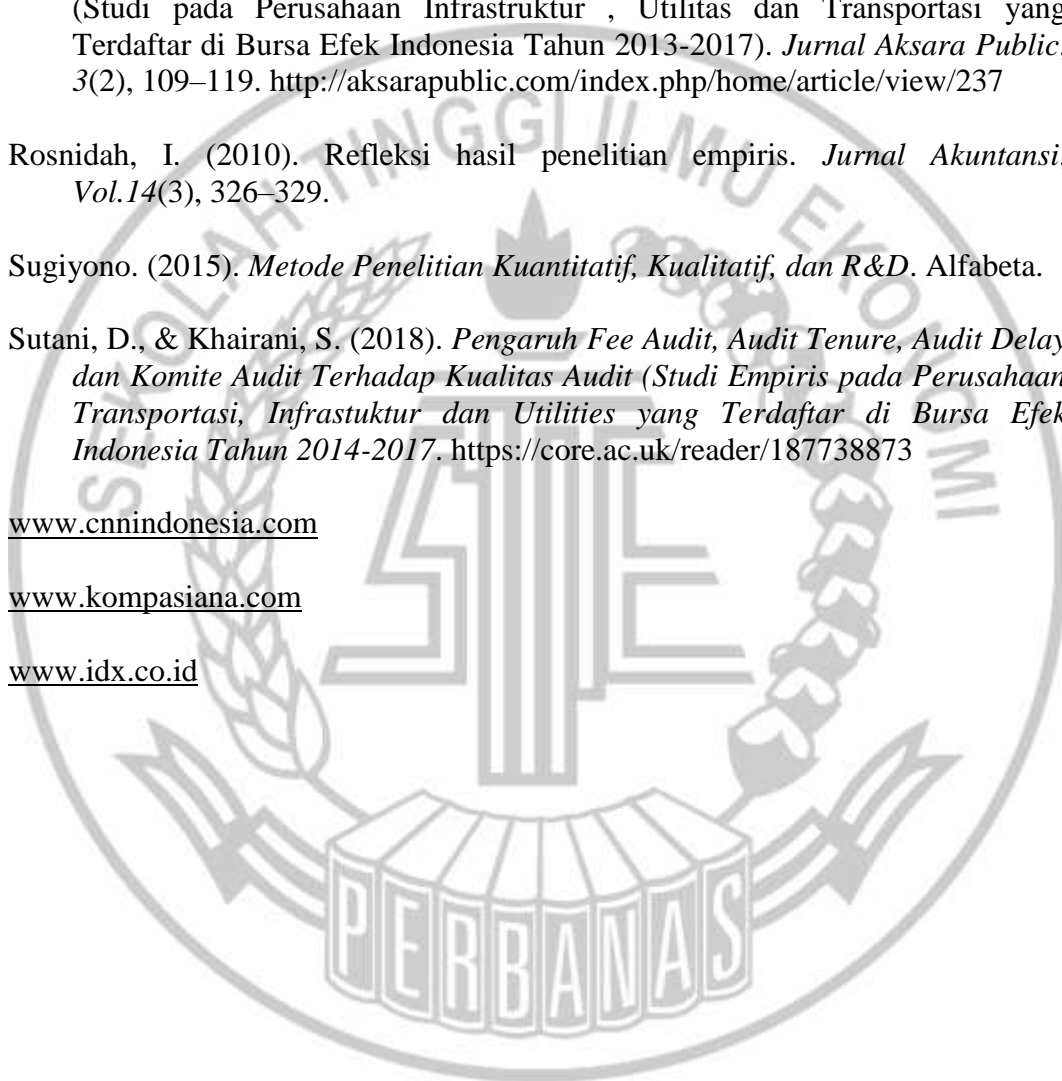 (Studi pada Perusahaan Infrastruktur , Utilitas dan Transportasi yang
Terdaftar di Bursa Efek Indonesia Tahun 2013-2017). Jurnal Aksara Public,
3(2), 109–119. http://aksarapublic.com/index.php/home/article/view/237
Rosnidah, I. (2010). Refleksi hasil penelitian empiris. Jurnal Akuntansi,
Vol.14(3), 326–329.
Sugiyono. (2015). Metode Penelitian Kuantitatif, Kualitatif, dan R&D. Alfabeta.
Sutani, D., & Khairani, S. (2018). Pengaruh Fee Audit, Audit Tenure, Audit Delay
dan Komite Audit Terhadap Kualitas Audit (Studi Empiris pada Perusahaan
Transportasi, Infrastuktur dan Utilities yang Terdaftar di Bursa Efek
Indonesia Tahun 2014-2017. https://core.ac.uk/reader/187738873
www.cnnindonesia.com
www.kompasiana.com
www.idx.co.id
SEKOLAH TINGGI ILMU EKONOMI
PERBANAS